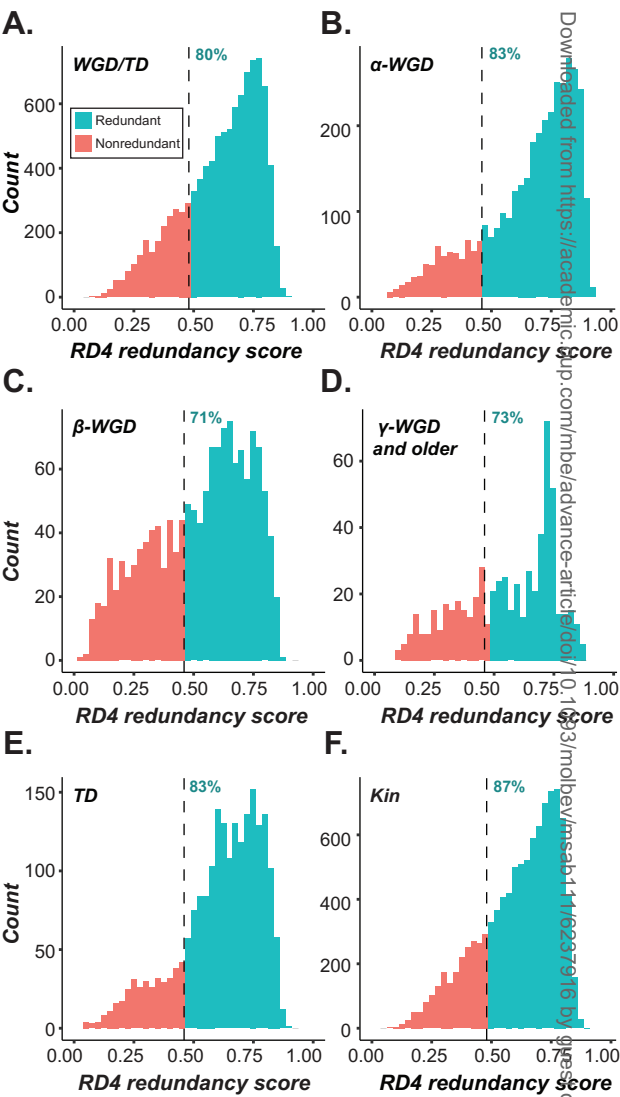 A.
WGD/TD
80%
Redundant
Nonredundant
Count
600
400
200
0
0.00 0.25 0.50 0.75 1.00
RD4 redundancy score
B.
α-WGD
83%
200
100
0
0.00 0.25 0.50 0.75 1.00
RD4 redundancy score
C.
β-WGD
71%
Count
60
40
20
0
0.00 0.25 0.50 0.75 1.00
RD4 redundancy score
D.
γ-WGD
and older
73%
60
40
20
0
0.00 0.25 0.50 0.75 1.00
RD4 redundancy score
E.
TD
83%
Count
150
100
50
0
0.00 0.25 0.50 0.75 1.00
RD4 redundancy score
F.
Kin
87%
600
400
200
0
0.00 0.25 0.50 0.75 1.00
RD4 redundancy score
Downloaded from https://academic.oup.com/mbe/advance-article/doi/10.1093/molbev/msab111/6237916 by guest